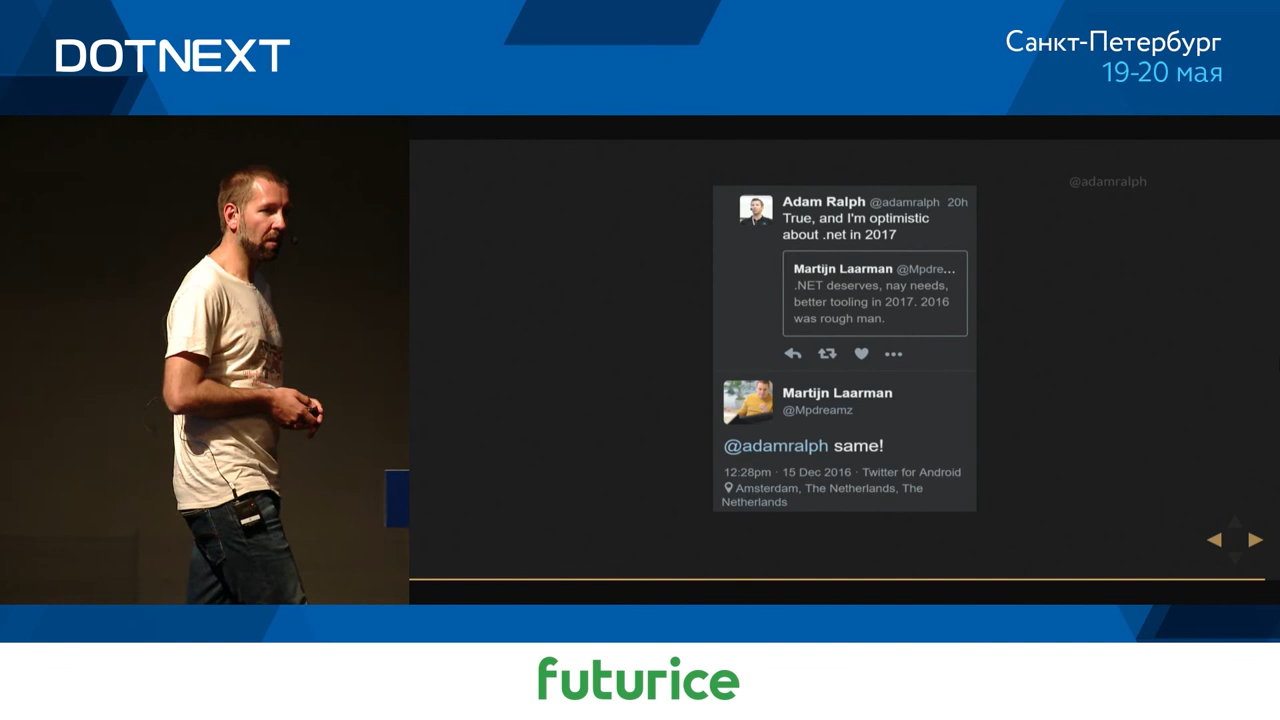 DOTNEXT
Санкт-Петербург
19-20 мая
@adamralph
Adam Ralph @adamralph 20h
True, and I'm optimistic
about .net in 2017
Martijn Laarman @Mpdre...
.NET deserves, nay needs,
better tooling in 2017. 2016
was rough man.
Martijn Laarman
@Mpdreamz
@adamralph same!
12:28pm · 15 Dec 2016 · Twitter for Android
Amsterdam, The Netherlands, The
Netherlands
futurice